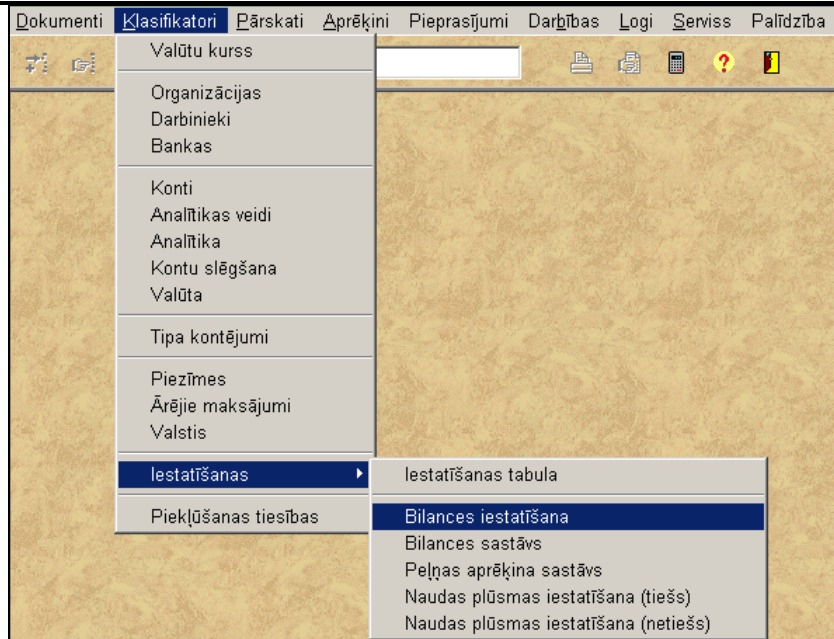 Dokumenti Klasifikatori Pārskati Aprēķini Pieprasījumi Darbības Logi Serviss Palīdzība
Valūtu kurss
Organizācijas
Darbinieki
Bankas
Konti
Analītikas veidi
Analītika
Kontu slēgšana
Valūta
Tipa kontējumi
Piezīmes
Ārējie maksājumi
Valstis
Iestatīšanas
Piekļūšanas tiesības
Iestatīšanas tabula
Bilances iestatīšana
Bilances sastāvs
Peļņas aprēķina sastāvs
Naudas plūsmas iestatīšana (tiešs)
Naudas plūsmas iestatīšana (netiešs)